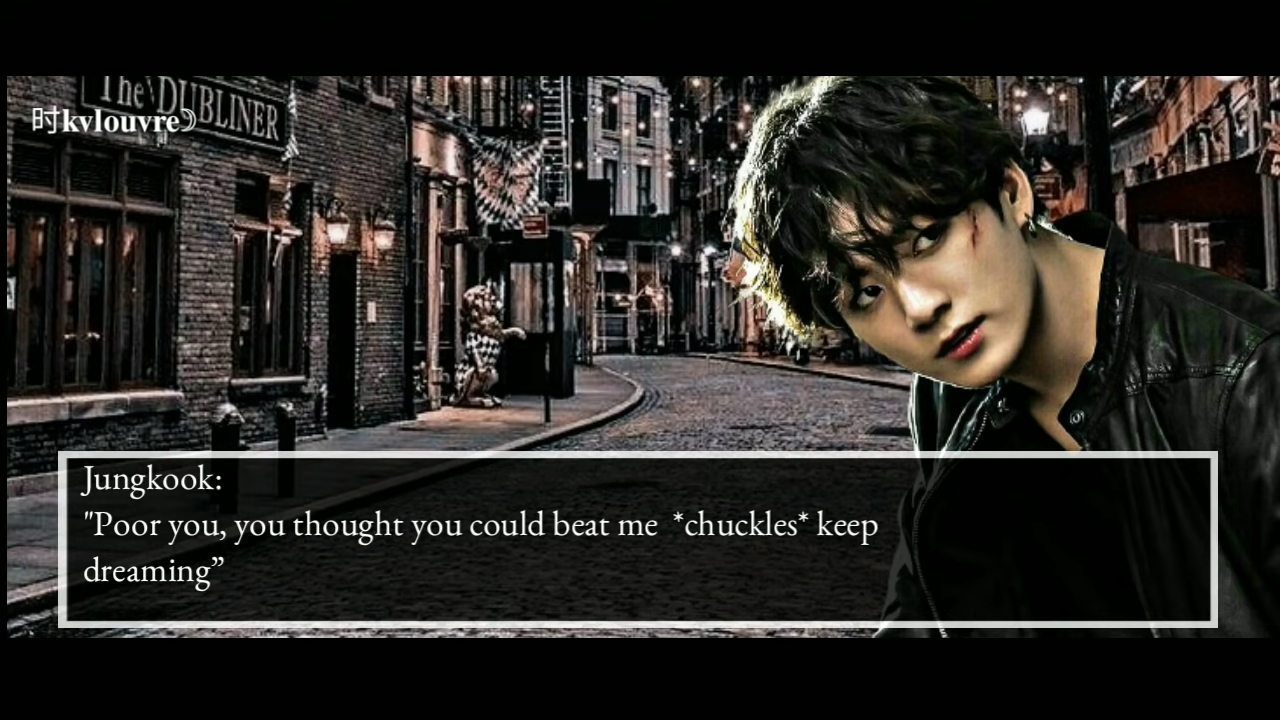 The DUBLINER
时kvlouvre☽
Jungkook:
"Poor you, you thought you could beat me  *chuckles* keep
dreaming”